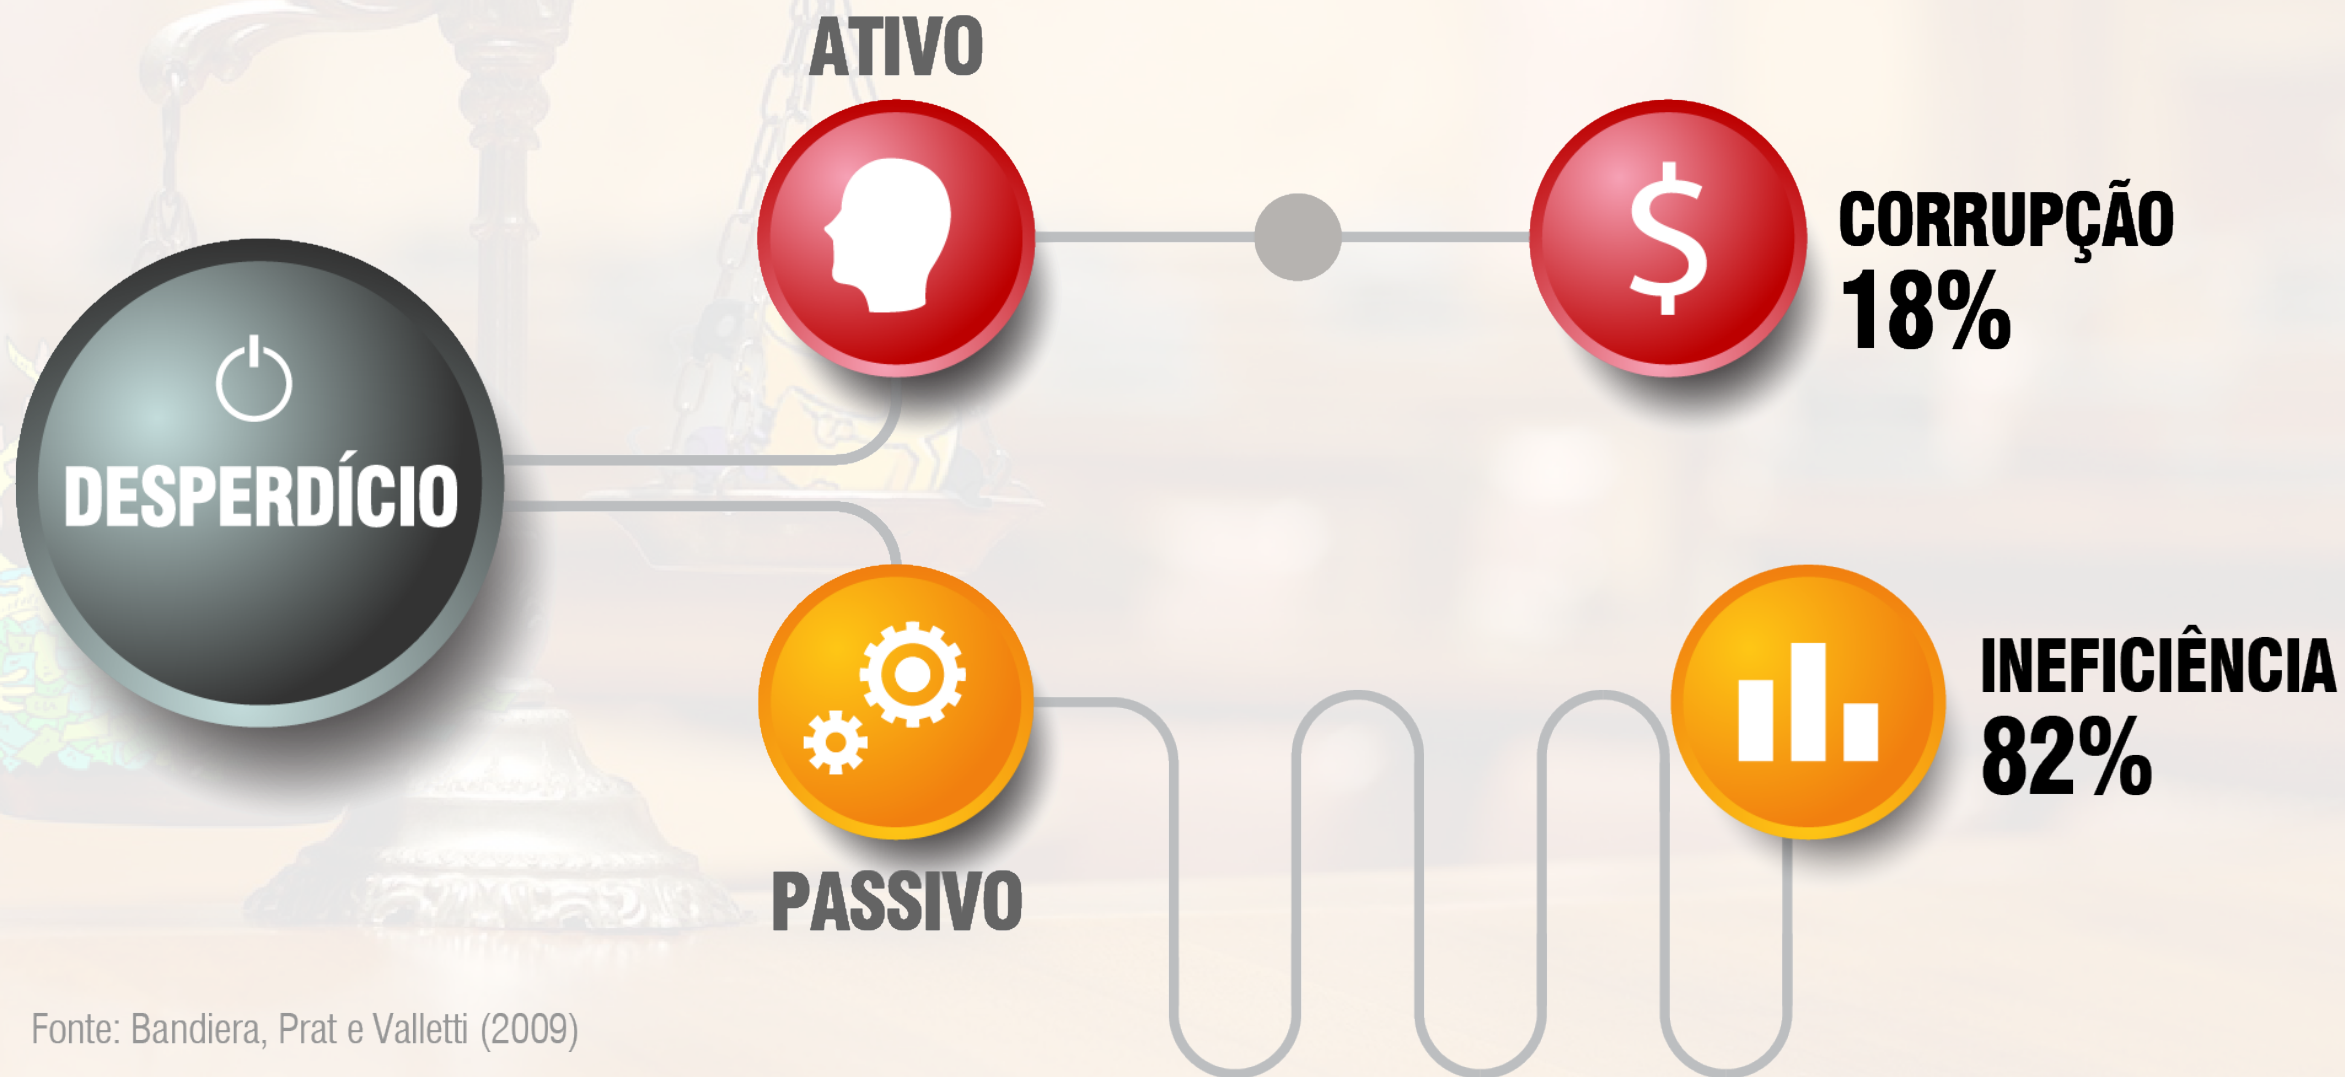 ATIVO
CORRUPÇÃO
18%
DESPERDÍCIO
PASSIVO
INEFICIÊNCIA
82%
Fonte: Bandiera, Prat e Valletti (2009)